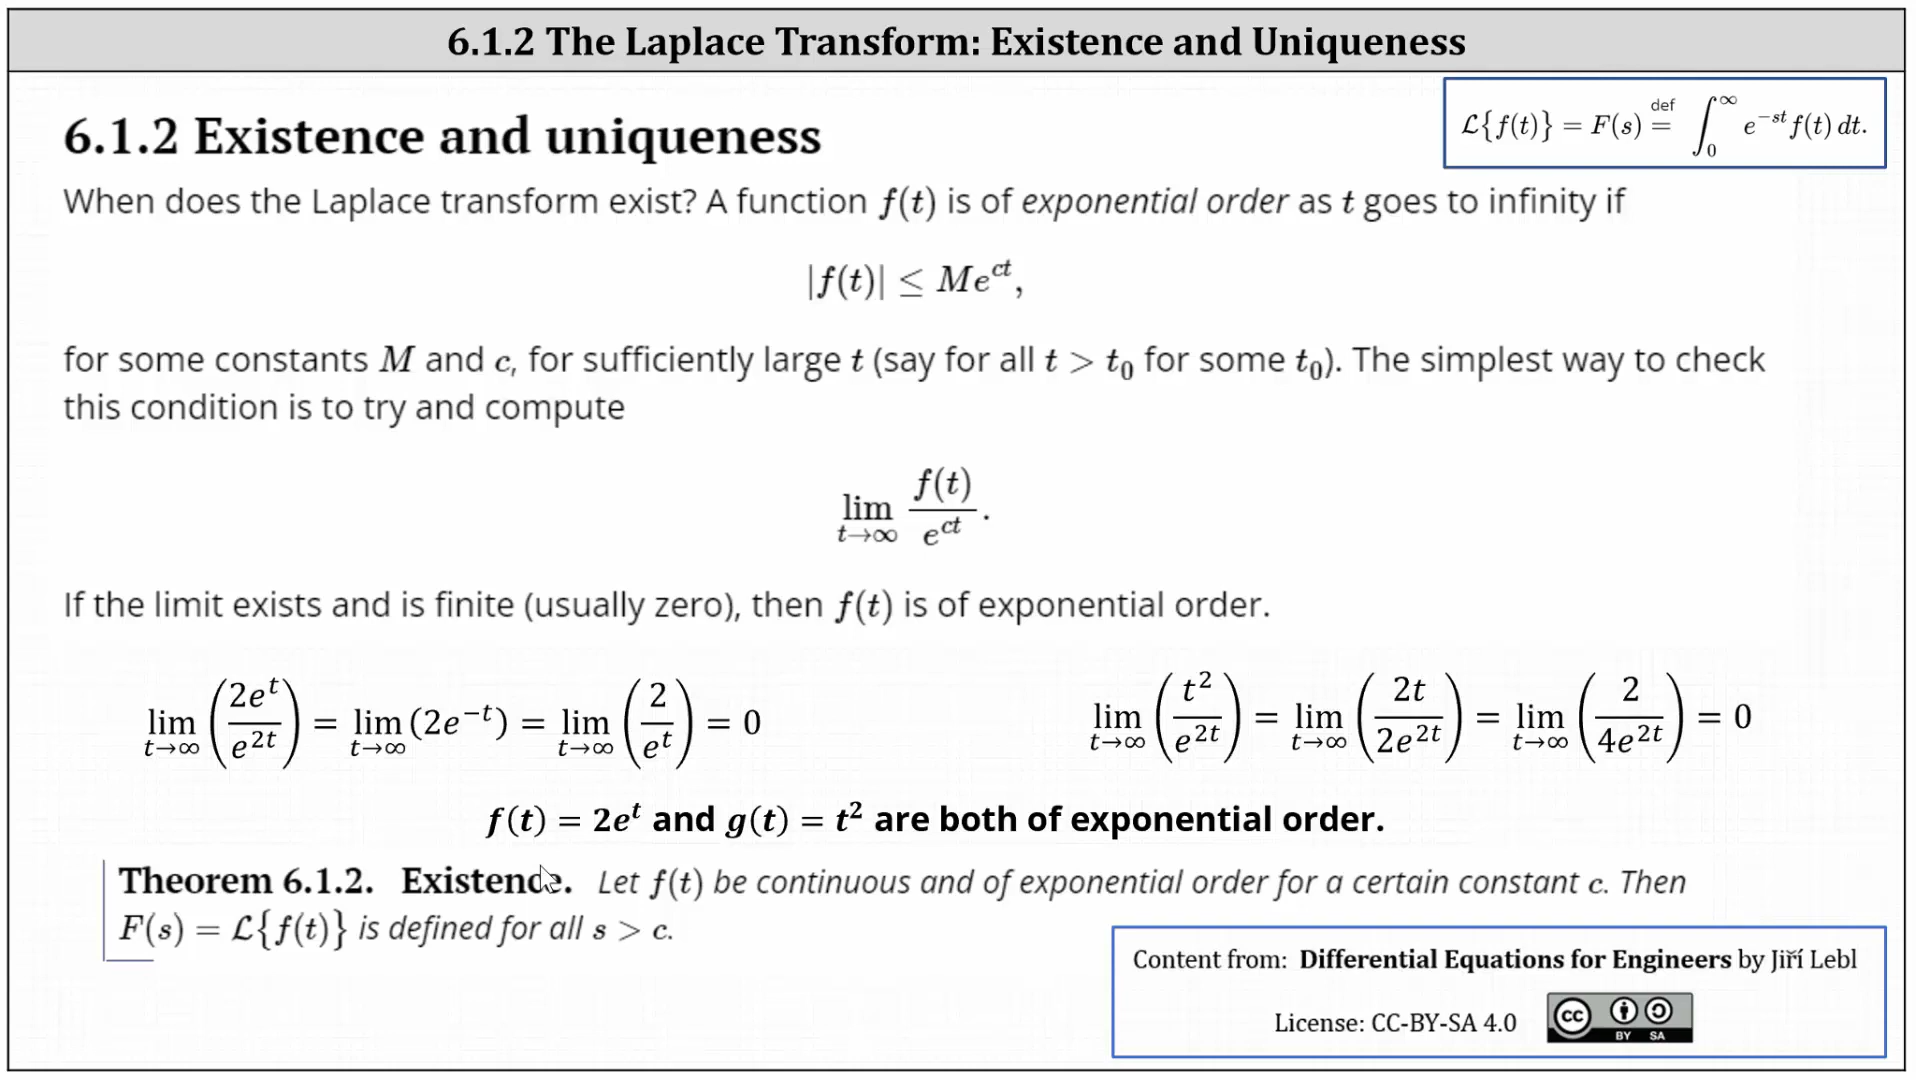 6.1.2 The Laplace Transform: Existence and Uniqueness
6.1.2 Existence and uniqueness
ℒ{f(t)} = F(s) def= ∫₀^∞ e^{−st} f(t) dt.
When does the Laplace transform exist? A function f(t) is of exponential order as t goes to infinity if
|f(t)| ≤ Me^{ct},
for some constants M and c, for sufficiently large t (say for all t > t₀ for some t₀). The simplest way to check
this condition is to try and compute
lim_{t→∞} f(t)/e^{ct}.
If the limit exists and is finite (usually zero), then f(t) is of exponential order.
lim_{t→∞} (2e^t/e^{2t}) = lim_{t→∞} (2e^{−t}) = lim_{t→∞} (2/e^t) = 0
lim_{t→∞} (t²/e^{2t}) = lim_{t→∞} (2t/2e^{2t}) = lim_{t→∞} (2/4e^{2t}) = 0
f(t) = 2e^t and g(t) = t² are both of exponential order.
Theorem 6.1.2. Existence. Let f(t) be continuous and of exponential order for a certain constant c. Then
F(s) = ℒ{f(t)} is defined for all s > c.
Content from: Differential Equations for Engineers by Jiří Lebl
License: CC-BY-SA 4.0
cc BY SA